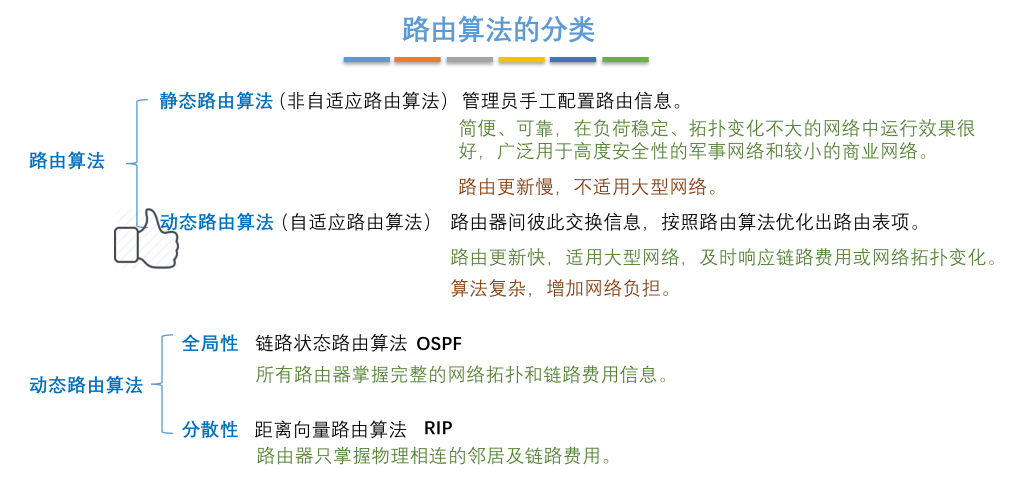 路由算法的分类
静态路由算法（非自适应路由算法） 管理员手工配置路由信息。
简便、可靠，在负荷稳定、拓扑变化不大的网络中运行效果很
好，广泛用于高度安全性的军事网络和较小的商业网络。
路由算法
路由更新慢，不适用大型网络。
动态路由算法（自适应路由算法） 路由器间彼此交换信息，按照路由算法优化出路由表项。
路由更新快，适用大型网络，及时响应链路费用或网络拓扑变化。
算法复杂，增加网络负担。
全局性 链路状态路由算法 OSPF
所有路由器掌握完整的网络拓扑和链路费用信息。
动态路由算法
分散性 距离向量路由算法 RIP
路由器只掌握物理相连的邻居及链路费用。